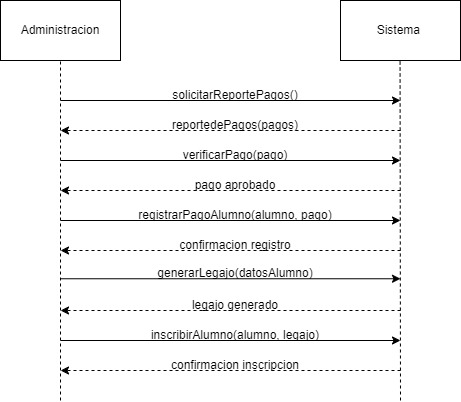 Administracion
Sistema
solicitarReportePagos()
reportedePagos(pagos)
verificarPago(pago)
pago aprobado
registrarPagoAlumno(alumno, pago)
confirmacion registro
generarLegajo(datosAlumno)
legajo generado
inscribirAlumno(alumno, legajo)
confirmacion inscripcion